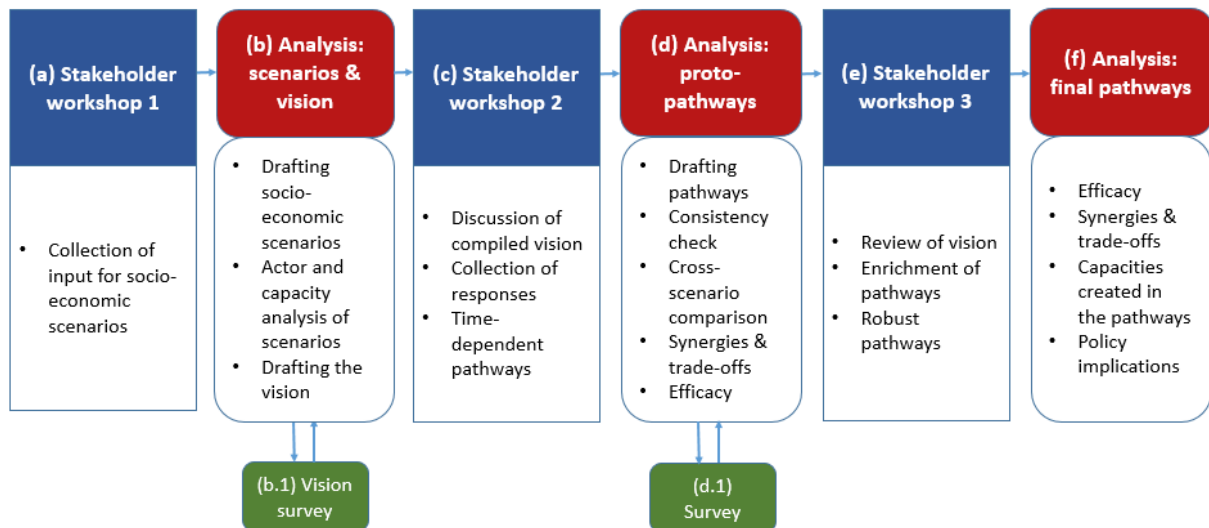 (a) Stakeholder
workshop 1
• Collection of
input for socio-
economic
scenarios
(b) Analysis:
scenarios &
vision
• Drafting
socio-
economic
scenarios
• Actor and
capacity
analysis of
scenarios
• Drafting the
vision
(b.1) Vision
survey
(c) Stakeholder
workshop 2
• Discussion of
compiled vision
• Collection of
responses
• Time-
dependent
pathways
(d) Analysis:
proto-
pathways
• Drafting
pathways
• Consistency
check
• Cross-
scenario
comparison
• Synergies &
trade-offs
• Efficacy
(d.1)
Survey
(e) Stakeholder
workshop 3
• Review of vision
• Enrichment of
pathways
• Robust
pathways
(f) Analysis:
final pathways
• Efficacy
• Synergies &
trade-offs
• Capacities
created in
the pathways
• Policy
implications